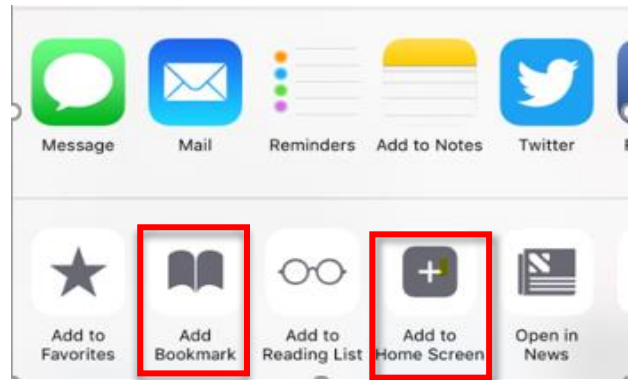 Message Mail Reminders Add to Notes Twitter
Add to Favorites
Add Bookmark
Add to Reading List
Add to Home Screen
Open in News